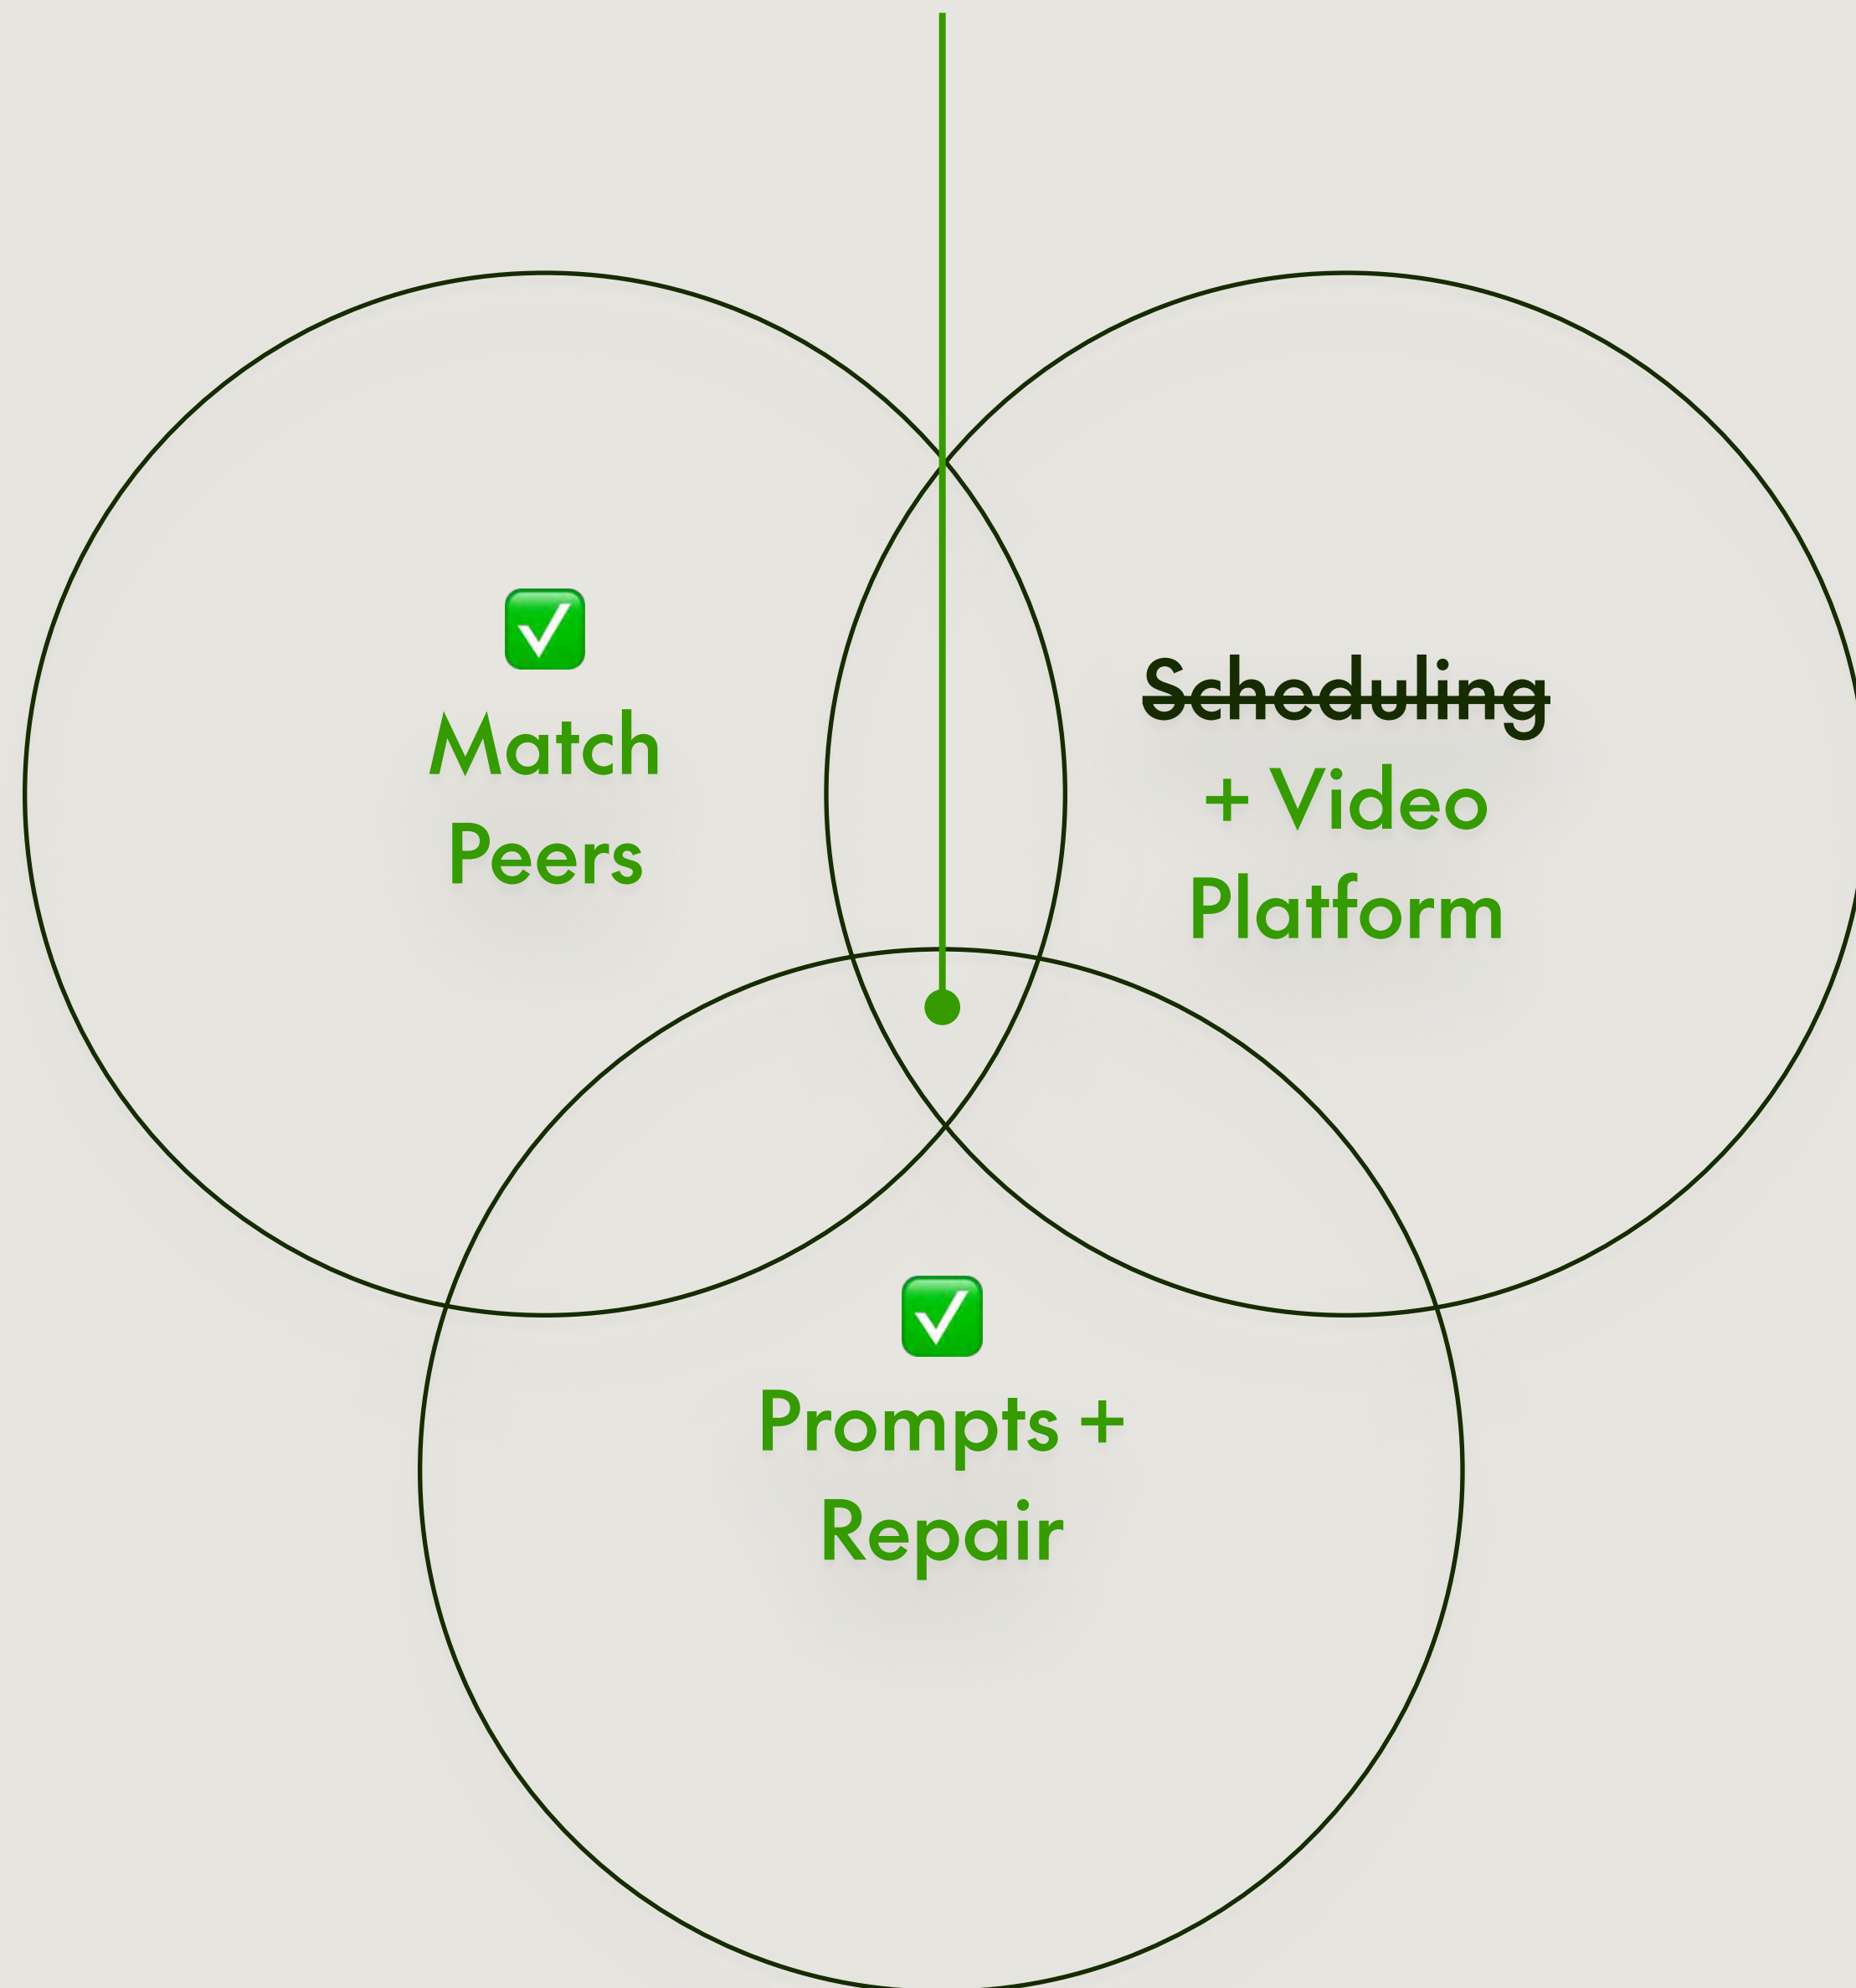 ✅
Match
Peers
Scheduling
+ Video
Platform
✅
Prompts +
Repair